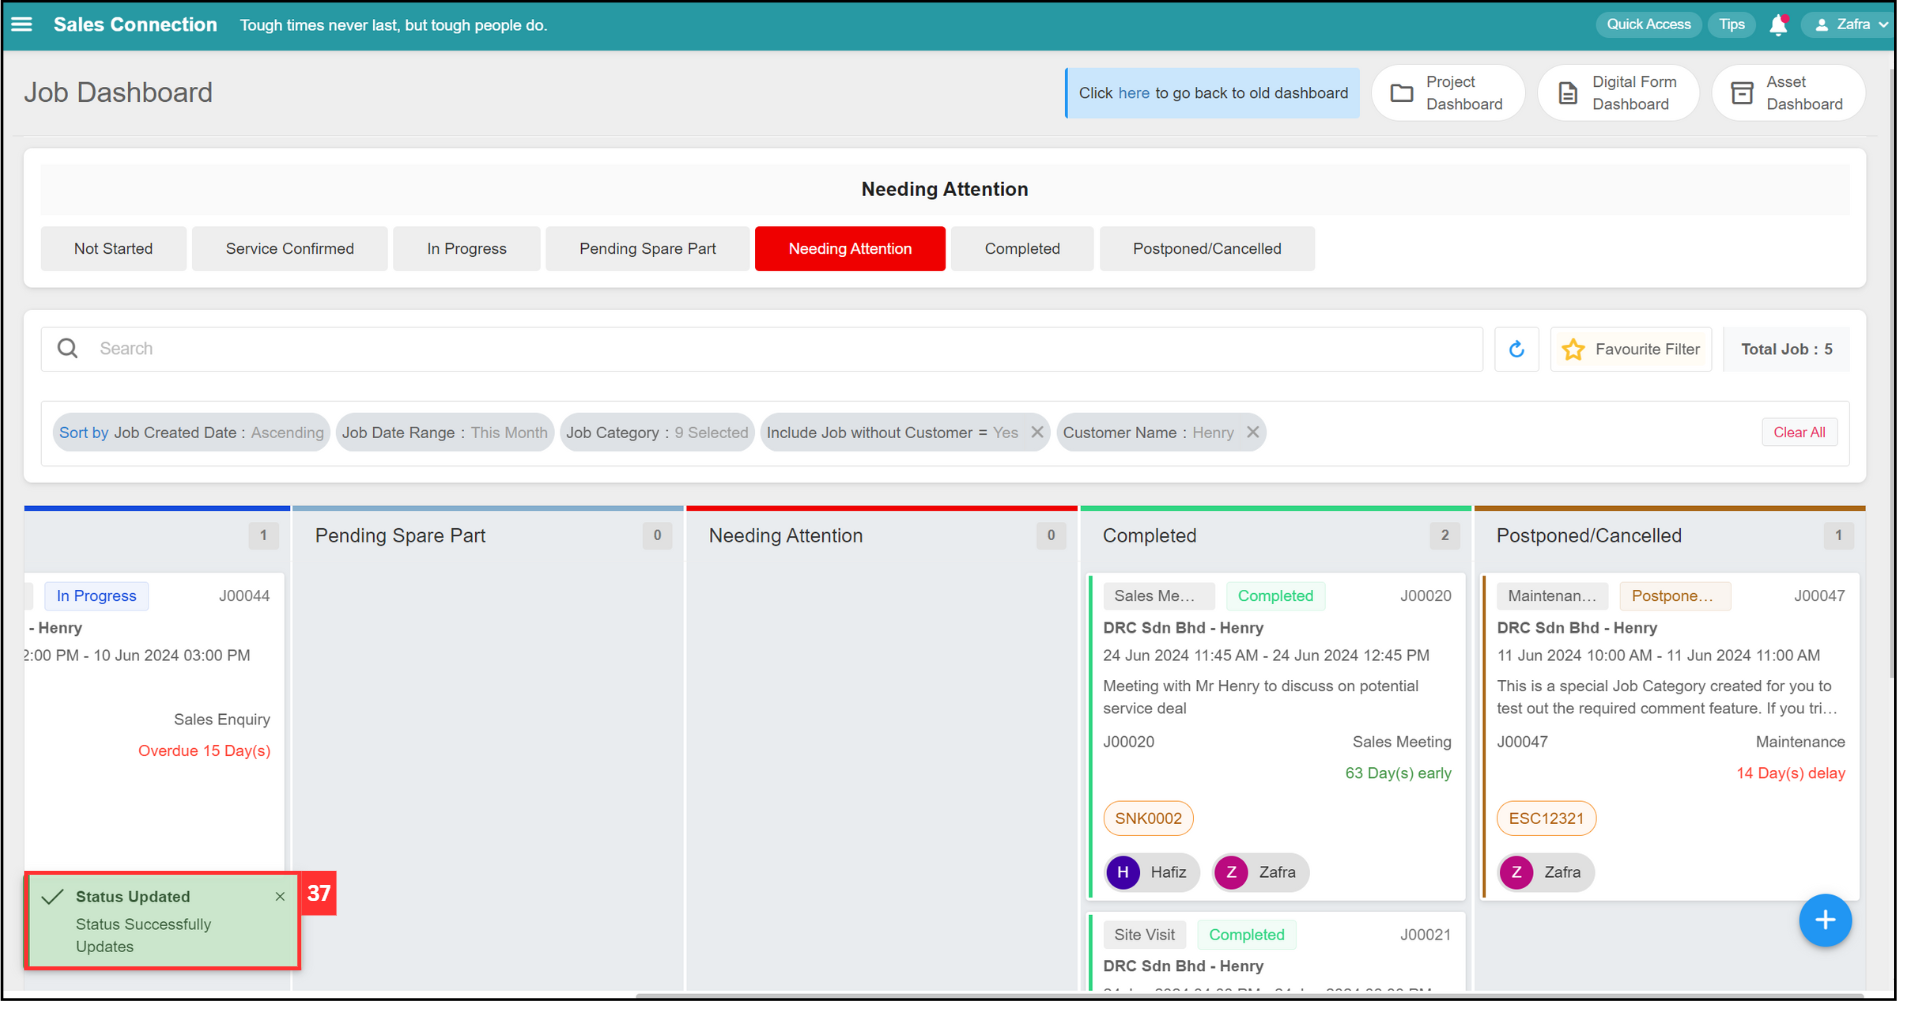 Sales Connection Tough times never last, but tough people do. Quick Access Tips Zafra
Job Dashboard
Click here to go back to old dashboard
Project
Dashboard
Digital Form
Dashboard
Asset
Dashboard
Needing Attention
Not Started Service Confirmed In Progress Pending Spare Part Needing Attention Completed Postponed/Cancelled
Search
Favourite Filter
Total Job : 5
Sort by Job Created Date : Ascending Job Date Range : This Month Job Category : 9 Selected Include Job without Customer = Yes Customer Name : Henry Clear All
1
In Progress J00044
- Henry
2:00 PM - 10 Jun 2024 03:00 PM
Sales Enquiry
Overdue 15 Day(s)
Status Updated
Status Successfully
Updates
37
Pending Spare Part 0
Needing Attention 0
Completed 2
Sales Me... Completed J00020
DRC Sdn Bhd - Henry
24 Jun 2024 11:45 AM - 24 Jun 2024 12:45 PM
Meeting with Mr Henry to discuss on potential
service deal
J00020 Sales Meeting
63 Day(s) early
SNK0002
H Hafiz Z Zafra
Site Visit Completed J00021
DRC Sdn Bhd - Henry
Postponed/Cancelled 1
Maintenan... Postpone... J00047
DRC Sdn Bhd - Henry
11 Jun 2024 10:00 AM - 11 Jun 2024 11:00 AM
This is a special Job Category created for you to
test out the required comment feature. If you tri...
J00047 Maintenance
14 Day(s) delay
ESC12321
Z Zafra